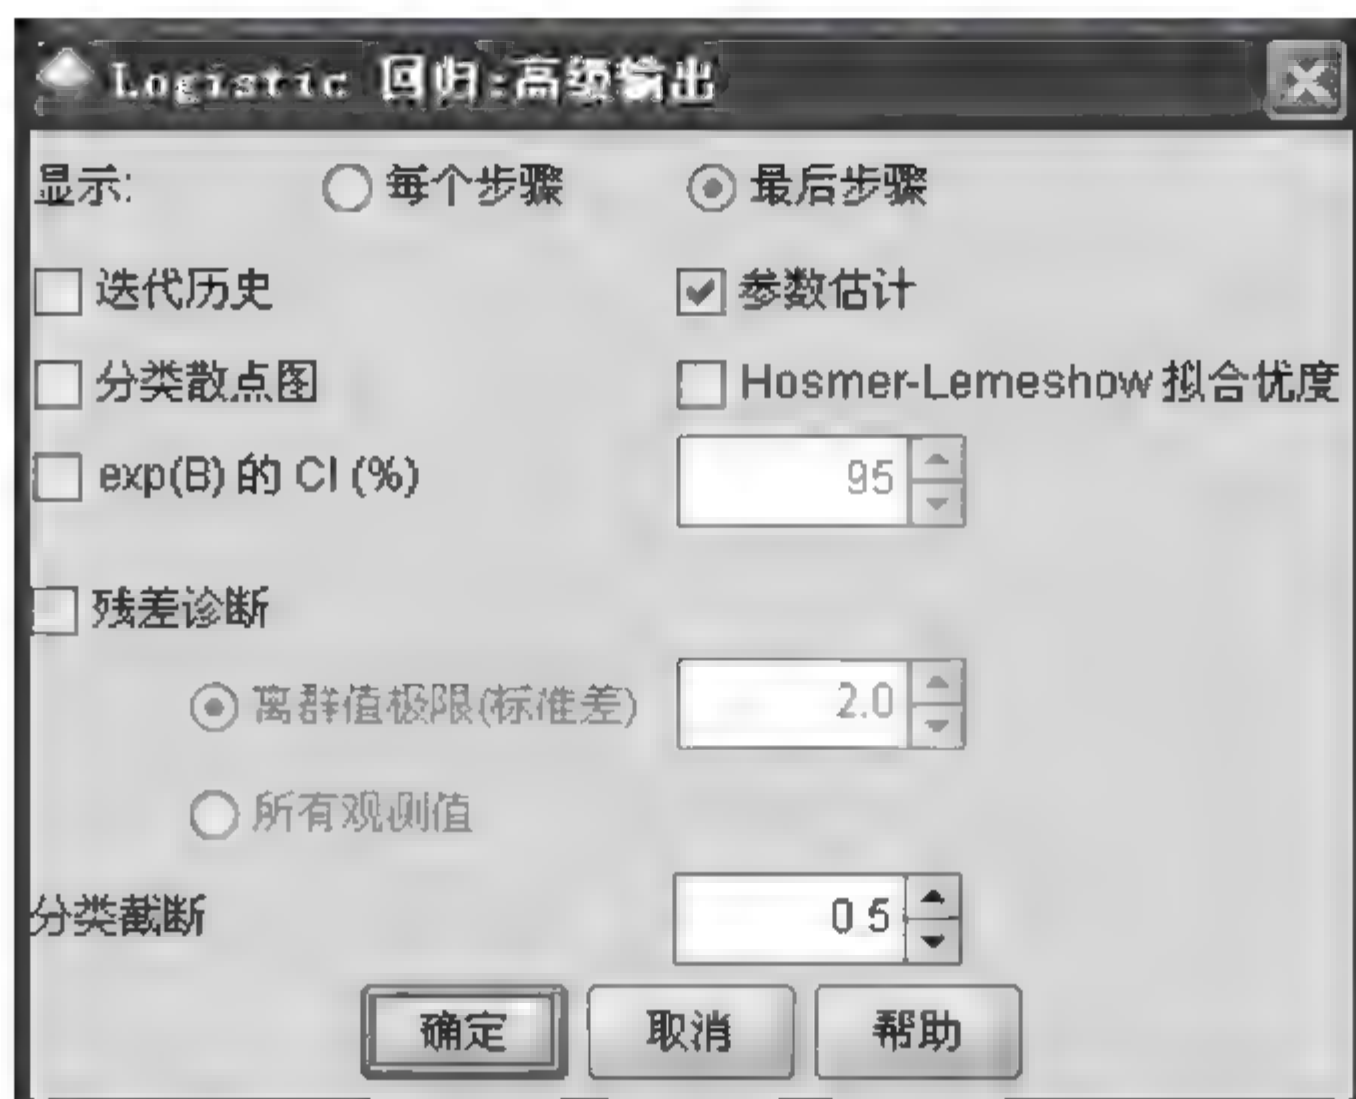 Logistic 回归:高级输出
显示: 每个步骤 最后步骤
迭代历史 参数估计
分类散点图 Hosmer-Lemeshow 拟合优度
exp(B) 的 CI (%) 95
残差诊断
离群值极限(标准差) 2.0
所有观测值
分类截断 0.5
确定 取消 帮助